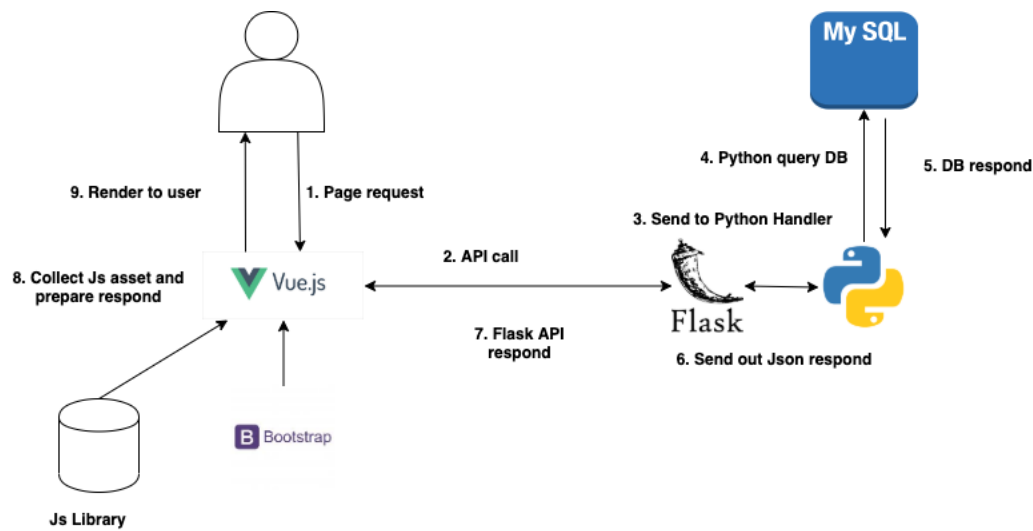 My SQL
4. Python query DB
5. DB respond
9. Render to user
1. Page request
3. Send to Python Handler
2. API call
8. Collect Js asset and
prepare respond
Vue.js
Flask
7. Flask API
respond
6. Send out Json respond
B Bootstrap
Js Library